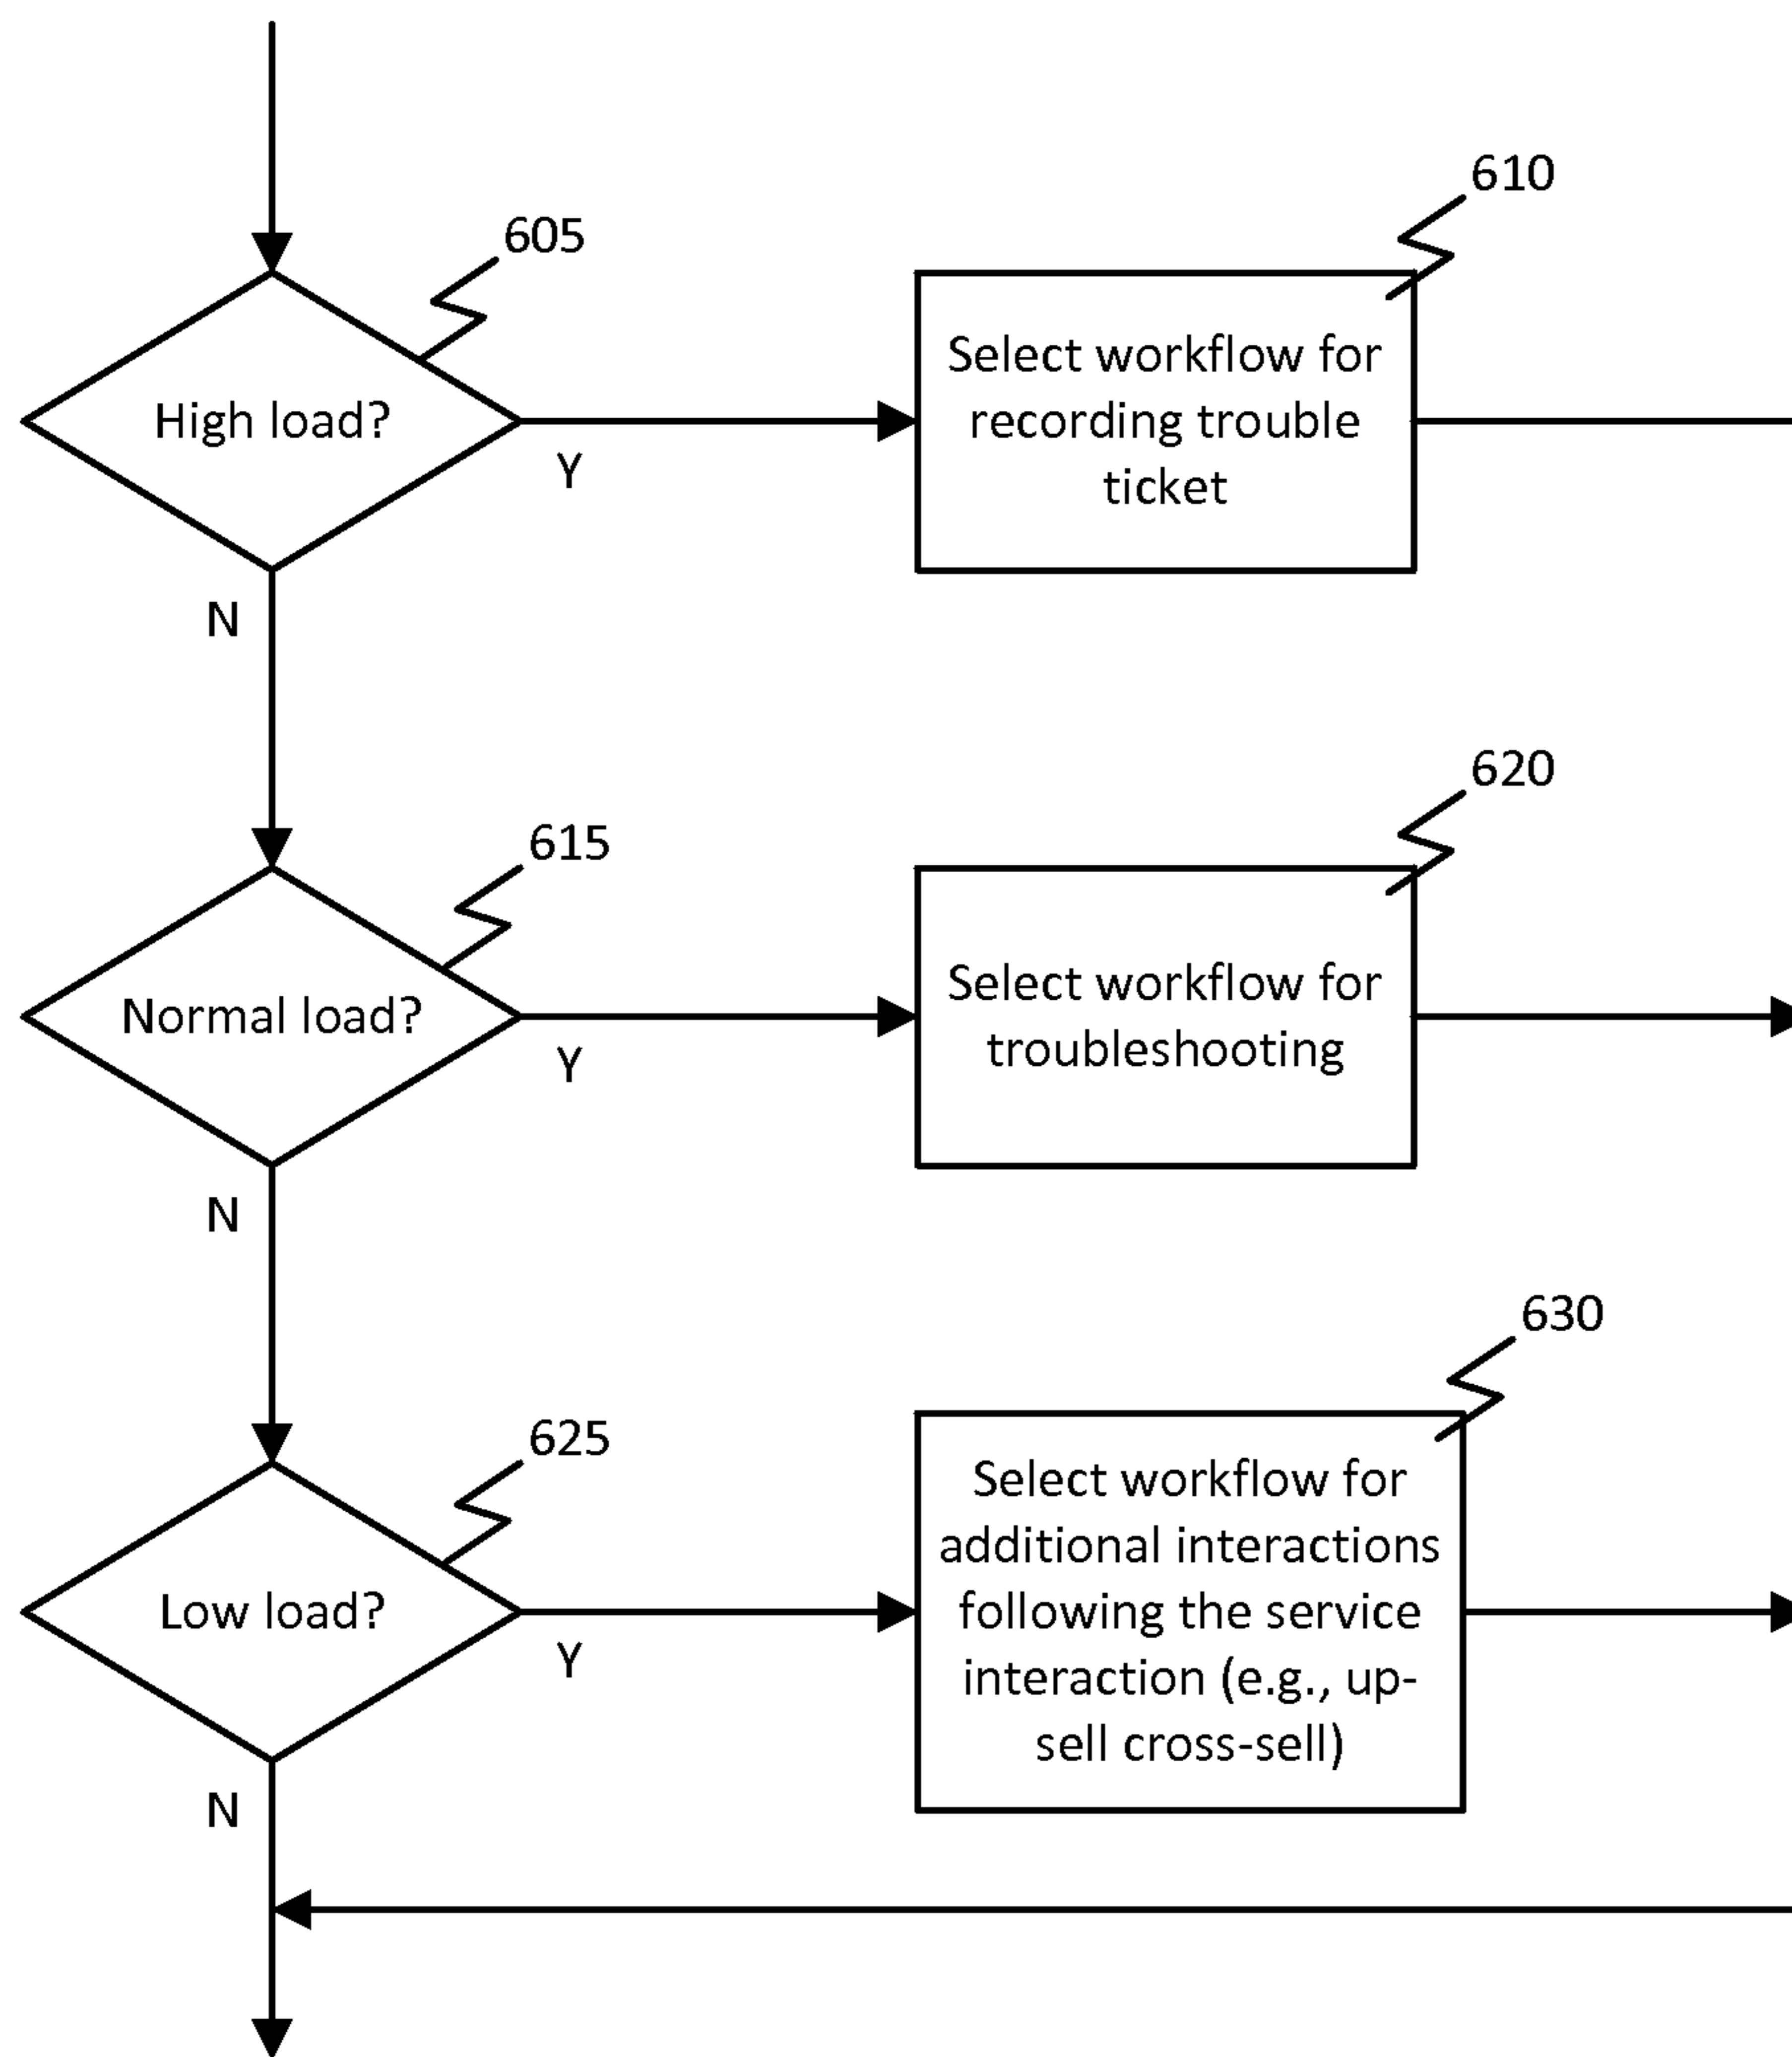 610
605
Select workflow for
recording trouble
ticket
High load?
Y
N
620
615
Select workflow for
troubleshooting
Normal load?
Y
N
630
625
Select workflow for
additional interactions
following the service
interaction (e.g., up-
sell cross-sell)
Low load?
Y
N